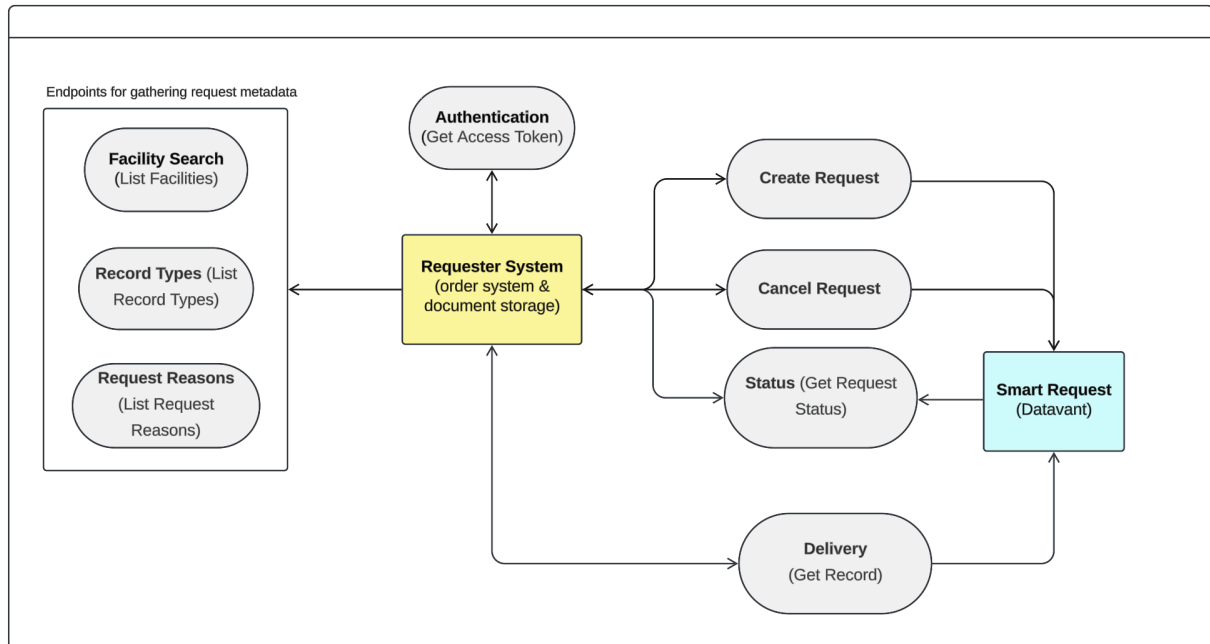 Endpoints for gathering request metadata
Facility Search
(List Facilities)
Record Types (List
Record Types)
Request Reasons
(List Request
Reasons)
Authentication
(Get Access Token)
Requester System
(order system &
document storage)
Create Request
Cancel Request
Status (Get Request
Status)
Delivery
(Get Record)
Smart Request
(Datavant)